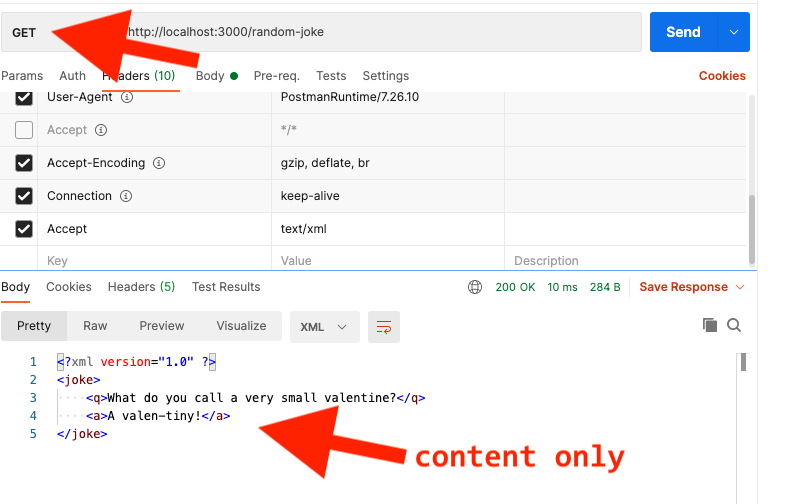 GET http://localhost:3000/random-joke Send
Params Auth Headers (10) Body Pre-req. Tests Settings Cookies
User-Agent PostmanRuntime/7.26.10
Accept */*
Accept-Encoding gzip, deflate, br
Connection keep-alive
Accept text/xml
Key Value Description
Body Cookies Headers (5) Test Results 200 OK 10 ms 284 B Save Response
Pretty Raw Preview Visualize XML
1 <?xml version="1.0" ?>
2 <joke>
3 <q>What do you call a very small valentine?</q>
4 <a>A valen-tiny!</a>
5 </joke>
content only